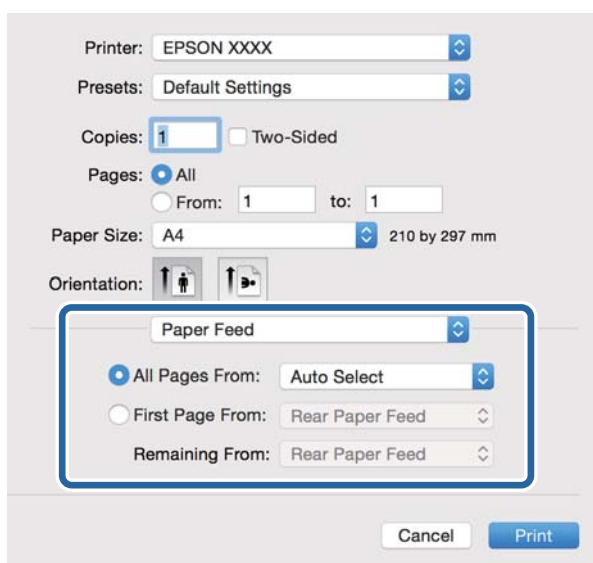 Printer: EPSON XXXX
Presets: Default Settings
Copies: 1 Two-Sided
Pages: All
From: 1 to: 1
Paper Size: A4 210 by 297 mm
Orientation:
Paper Feed
All Pages From: Auto Select
First Page From: Rear Paper Feed
Remaining From: Rear Paper Feed
Cancel Print